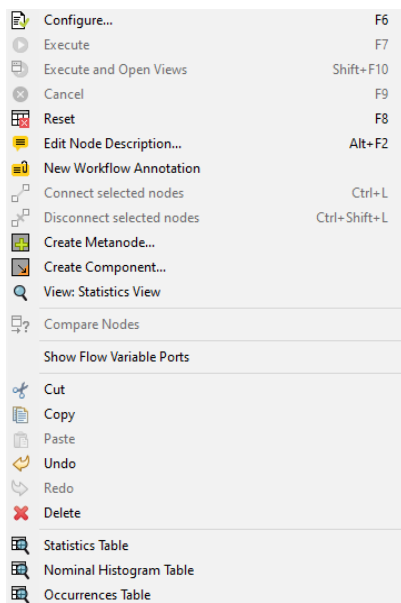 Configure... F6
Execute F7
Execute and Open Views Shift+F10
Cancel F9
Reset F8
Edit Node Description... Alt+F2
New Workflow Annotation
Connect selected nodes Ctrl+L
Disconnect selected nodes Ctrl+Shift+L
Create Metanode...
Create Component...
View: Statistics View
Compare Nodes
Show Flow Variable Ports
Cut
Copy
Paste
Undo
Redo
Delete
Statistics Table
Nominal Histogram Table
Occurrences Table